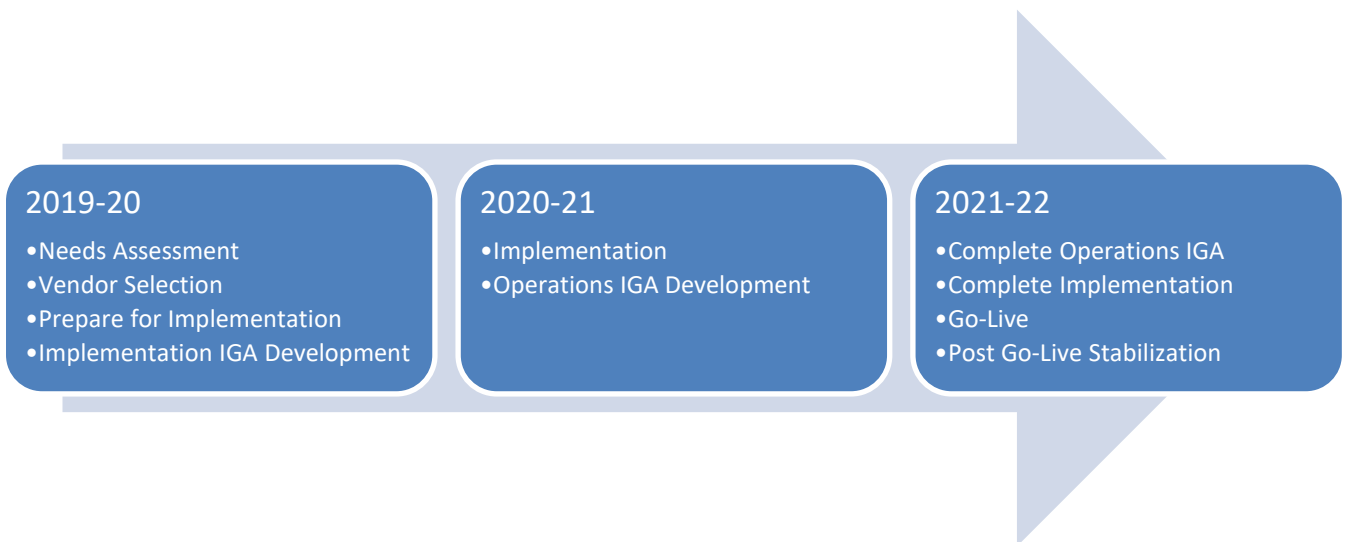 2019-20
•Needs Assessment
•Vendor Selection
•Prepare for Implementation
•Implementation IGA Development
2020-21
•Implementation
•Operations IGA Development
2021-22
•Complete Operations IGA
•Complete Implementation
•Go-Live
•Post Go-Live Stabilization